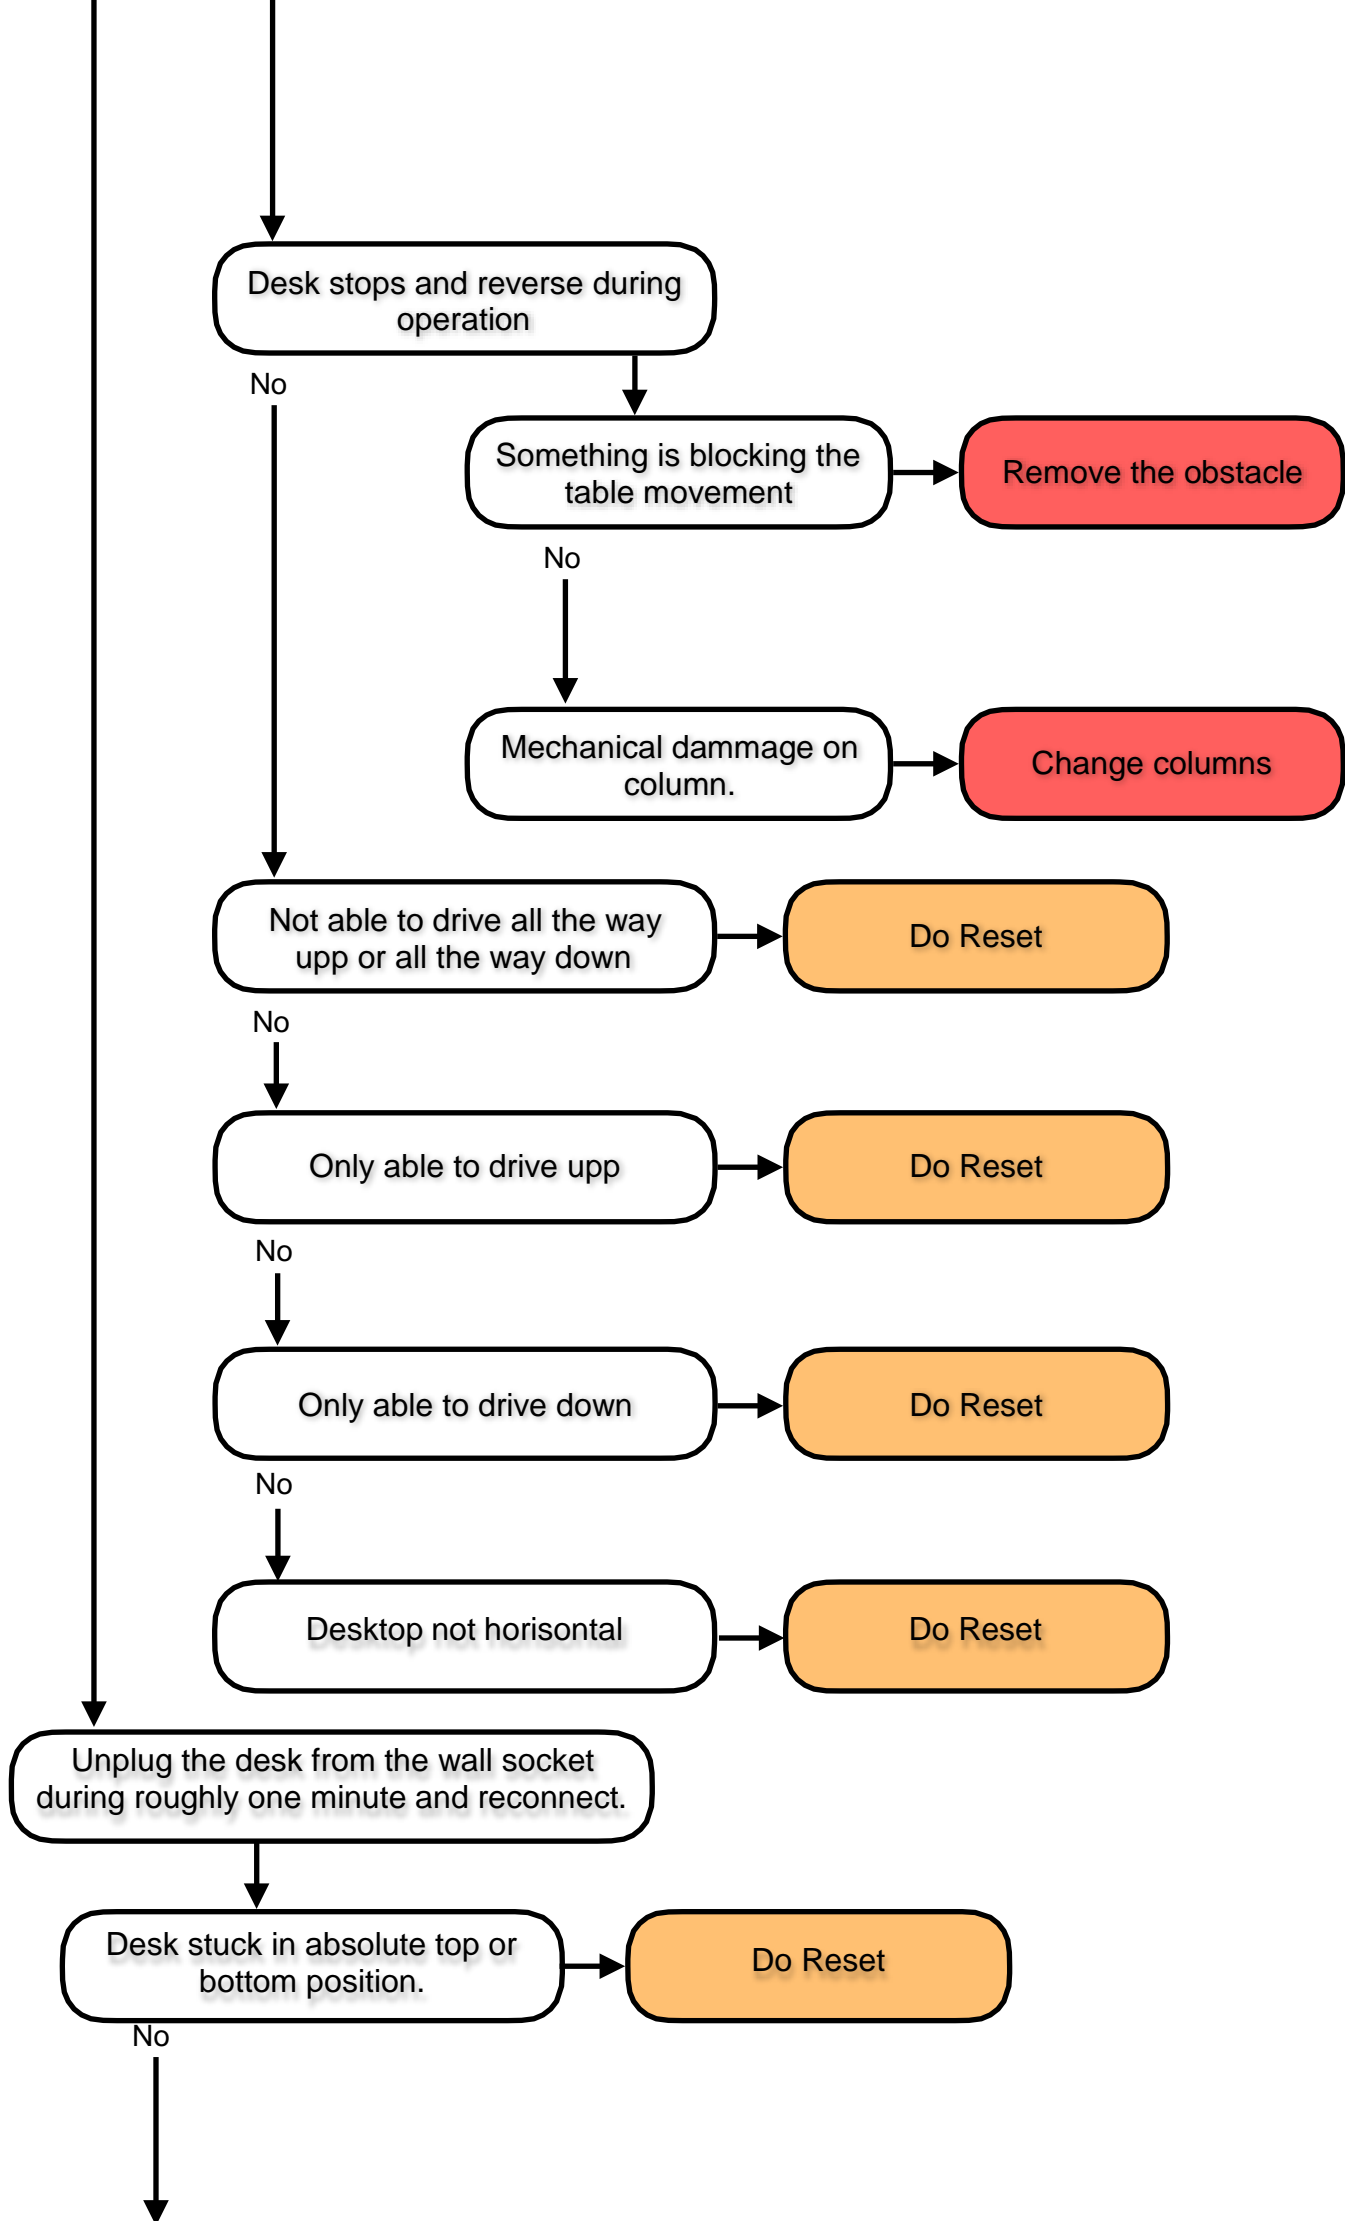 Desk stops and reverse during
operation
No
Something is blocking the
table movement
Remove the obstacle
No
Mechanical dammage on
column.
Change columns
Not able to drive all the way
upp or all the way down
Do Reset
No
Only able to drive upp
Do Reset
No
Only able to drive down
Do Reset
No
Desktop not horisontal
Do Reset
Unplug the desk from the wall socket
during roughly one minute and reconnect.
Desk stuck in absolute top or
bottom position.
Do Reset
No